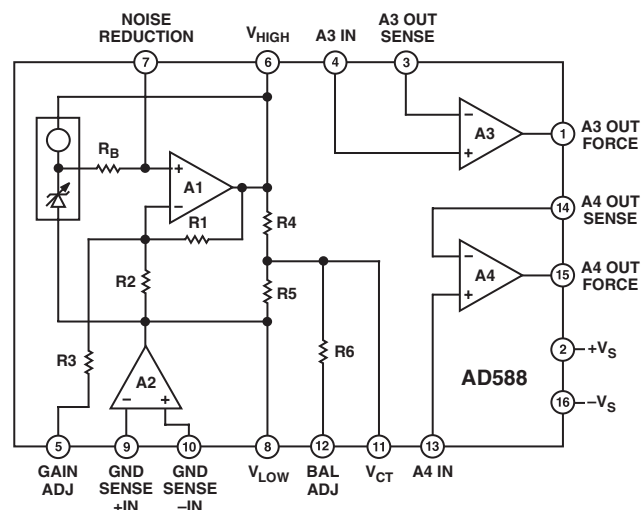 NOISE
REDUCTION
VHIGH
A3 IN
A3 OUT
SENSE
7
6
4
3
RB
A1
+
–
R1
R4
A3
–
+
1
A3 OUT
FORCE
14
A4 OUT
SENSE
R2
R5
A4
–
+
15
A4 OUT
FORCE
R3
R6
A2
–
+
AD588
2
+VS
16
–VS
5
9
10
8
12
11
13
GAIN
ADJ
GND
SENSE
+IN
GND
SENSE
–IN
VLOW
BAL
ADJ
VCT
A4 IN